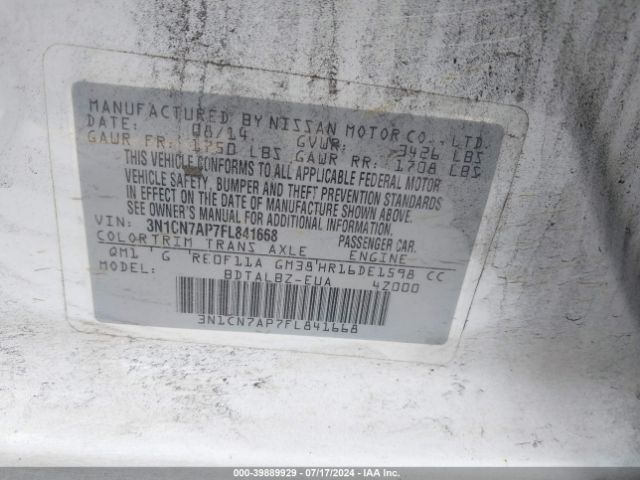 MANUFACTURED BY NISSAN MOTOR CO., LTD.
DATE: 08/14 GVWR: 3426 LBS
GAWR FR: 1750 LBS GAWR RR: 1708 LBS
THIS VEHICLE CONFORMS TO ALL APPLICABLE FEDERAL MOTOR
VEHICLE SAFETY, BUMPER AND THEFT PREVENTION STANDARDS
IN EFFECT ON THE DATE OF MANUFACTURE SHOWN ABOVE.
SEE OWNER'S MANUAL FOR ADDITIONAL INFORMATION.
VIN: 3N1CN7AP7FL841668 PASSENGER CAR.
COLOR TRIM TRANS AXLE ENGINE
QM1 G RE0F11A GM38 HR16DE1598 CC
MODEL: BDTALBZ-EUA 4Z000
3N1CN7AP7FL841668
000-39889929 - 07/17/2024 - IAA Inc.